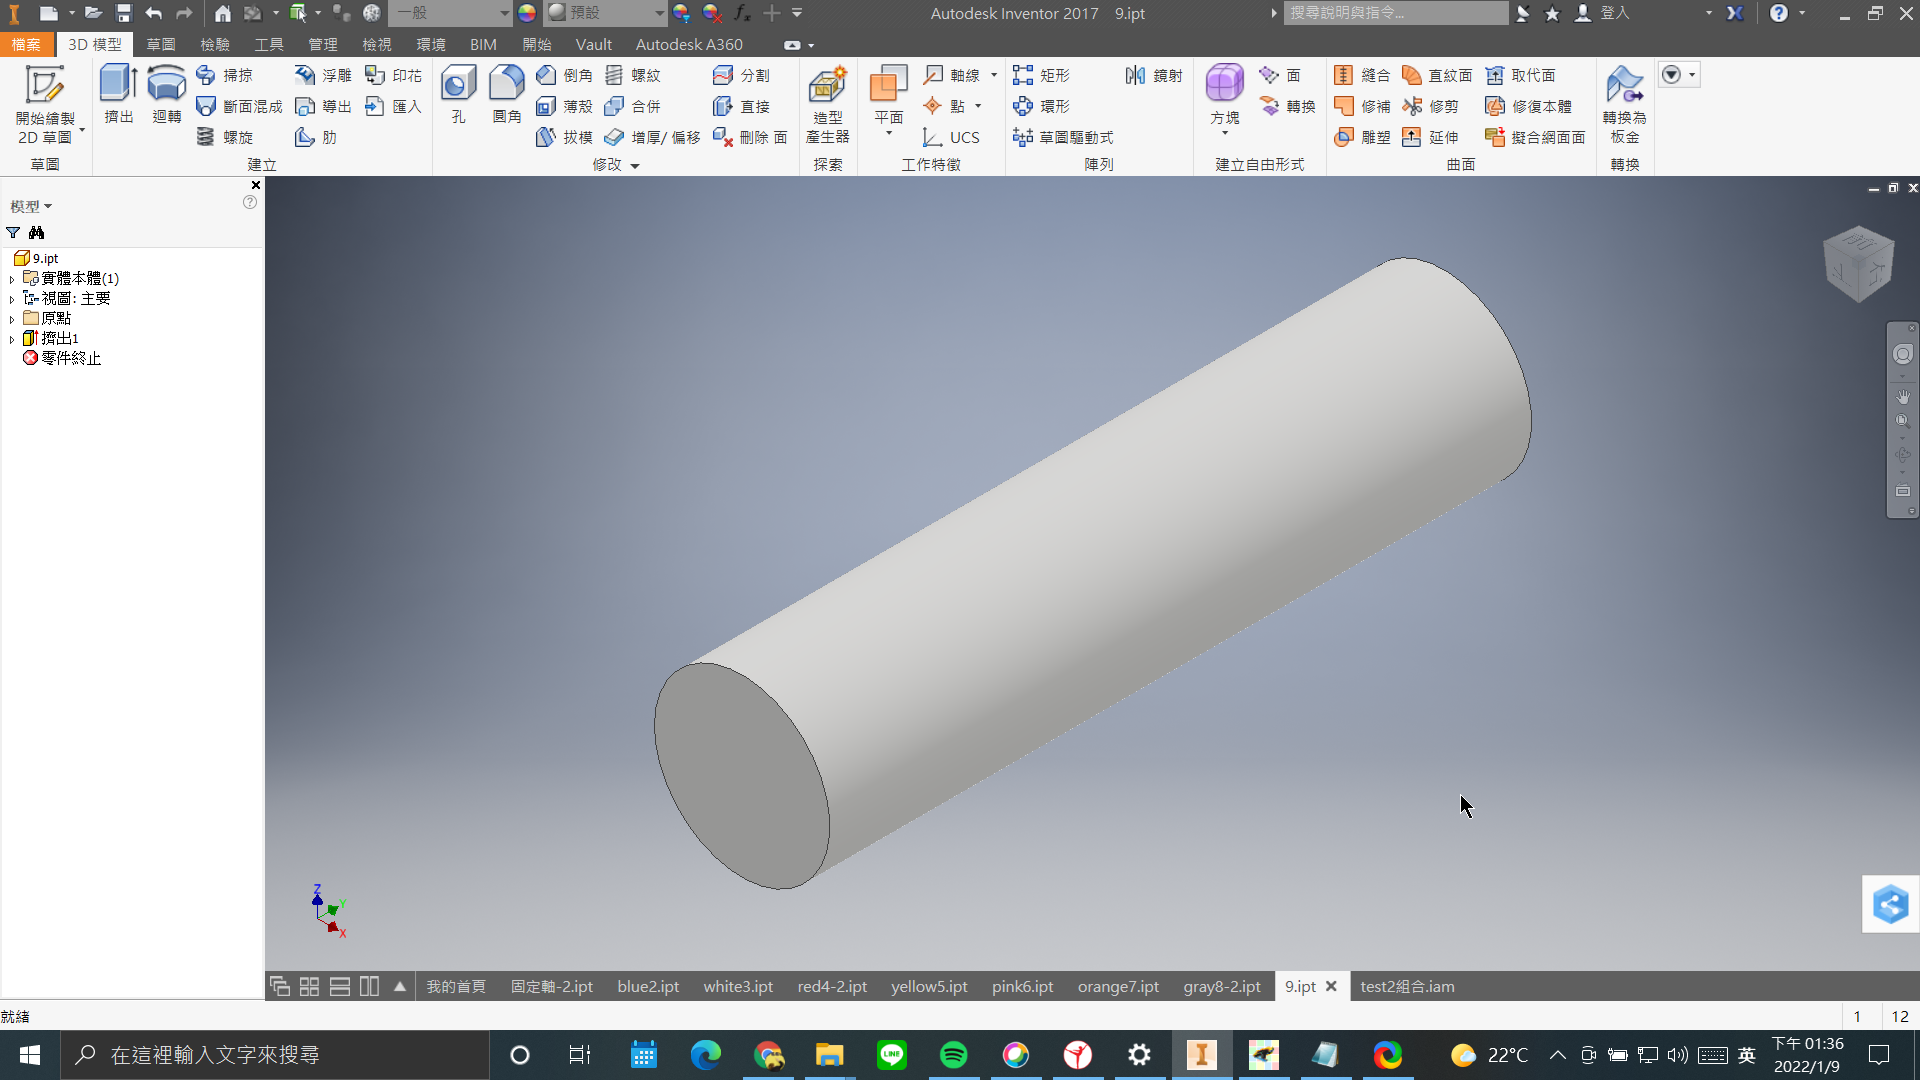 一般
預設
Autodesk Inventor 2017 9.ipt
搜尋說明與指令...
登入
檔案 3D 模型 草圖 檢驗 工具 管理 檢視 環境 BIM 開始 Vault Autodesk A360
開始繪製
2D 草圖
草圖
擠出
迴轉
掃掠
斷面混成
螺旋
浮雕
導出
肋
印花
匯入
建立
孔
圓角
倒角
薄殼
拔模
螺紋
合併
增厚/ 偏移
分割
直接
刪除 面
修改
造型
產生器
探索
平面
軸線
點
UCS
工作特徵
矩形
環形
草圖驅動式
鏡射
陣列
方塊
面
轉換
建立自由形式
縫合
修補
雕塑
直紋面
修剪
延伸
取代面
修復本體
擬合網面面
曲面
轉換為
板金
轉換
模型
9.ipt
實體本體(1)
視圖: 主要
原點
擠出1
零件終止
Z
Y
X
我的首頁 固定軸-2.ipt blue2.ipt white3.ipt red4-2.ipt yellow5.ipt pink6.ipt orange7.ipt gray8-2.ipt 9.ipt test2組合.iam
就緒
1 12
在這裡輸入文字來搜尋
LINE
22°C
英
下午 01:36
2022/1/9